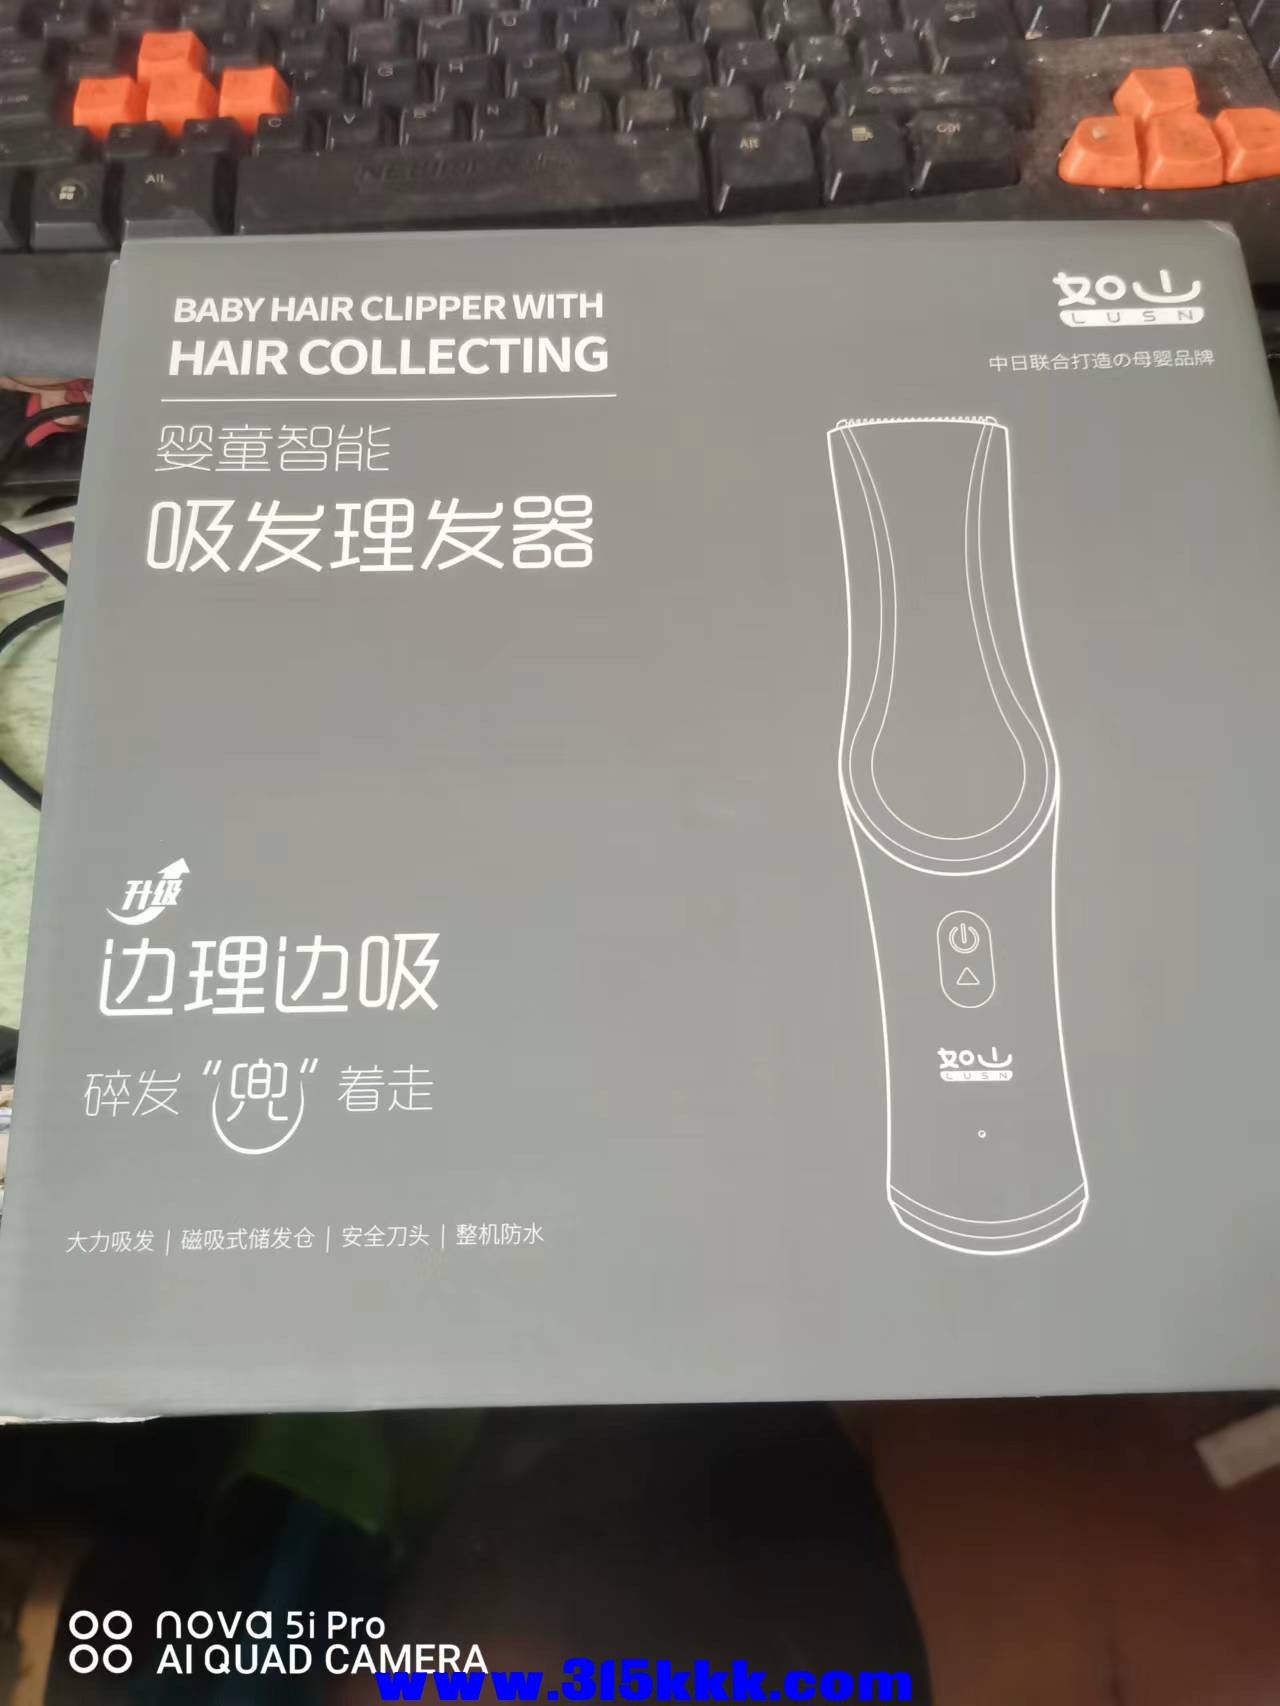 Alt
Alt
Ctrl
BABY HAIR CLIPPER WITH
HAIR COLLECTING
如山
LUSN
中日联合打造の母婴品牌
婴童智能
吸发理发器
升级
边理边吸
碎发“兜”着走
大力吸发 | 磁吸式储发仓 | 安全刀头 | 整机防水
如山
LUSN
nova 5i Pro
AI QUAD CAMERA
www.315kkk.com